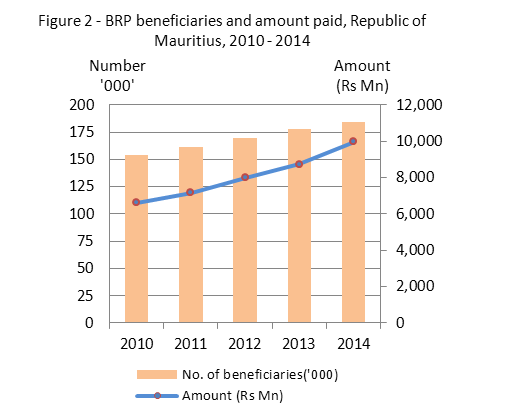 Figure 2 - BRP beneficiaries and amount paid, Republic of
Mauritius, 2010 - 2014
Number
'000'
Amount
(Rs Mn)
200
175
150
125
100
75
50
25
0
12,000
10,000
8,000
6,000
4,000
2,000
0
2010 2011 2012 2013 2014
No. of beneficiaries('000)
Amount (Rs Mn)